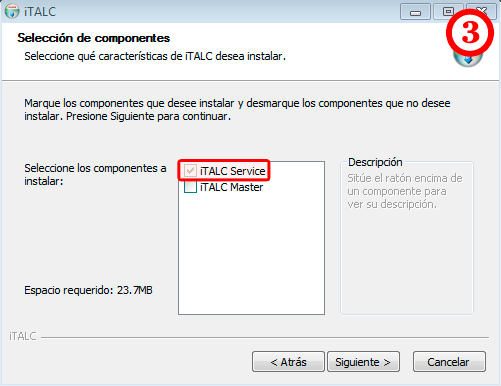 iTALC
3
Selección de componentes
Seleccione qué características de iTALC desea instalar.
Marque los componentes que desee instalar y desmarque los componentes que no desee
instalar. Presione Siguiente para continuar.
Seleccione los componentes a
instalar:
iTALC Service
iTALC Master
Descripción
Sitúe el ratón encima de
un componente para
ver su descripción.
Espacio requerido: 23.7MB
iTALC
< Atrás
Siguiente >
Cancelar